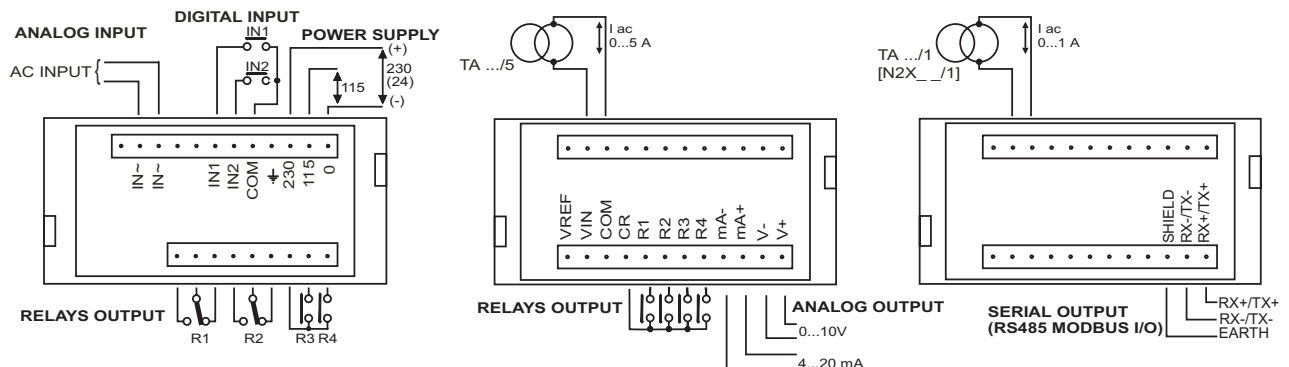 ANALOG INPUT
AC INPUT
DIGITAL INPUT
IN1
IN2
POWER SUPPLY
(+)
230
(24)
(-)
115
IN~
IN~
IN1
IN2
COM
230
115
0
RELAYS OUTPUT
R1
R2
R3 R4
TA .../5
I ac
0...5 A
VREF
VIN
COM
CR
R1
R2
R3
R4
mA-
mA+
V-
V+
RELAYS OUTPUT
ANALOG OUTPUT
0...10V
4...20 mA
TA .../1
[N2X_ _/1]
I ac
0...1 A
SHIELD
RX-/TX-
RX+/TX+
SERIAL OUTPUT
(RS485 MODBUS I/O)
RX+/TX+
RX-/TX-
EARTH